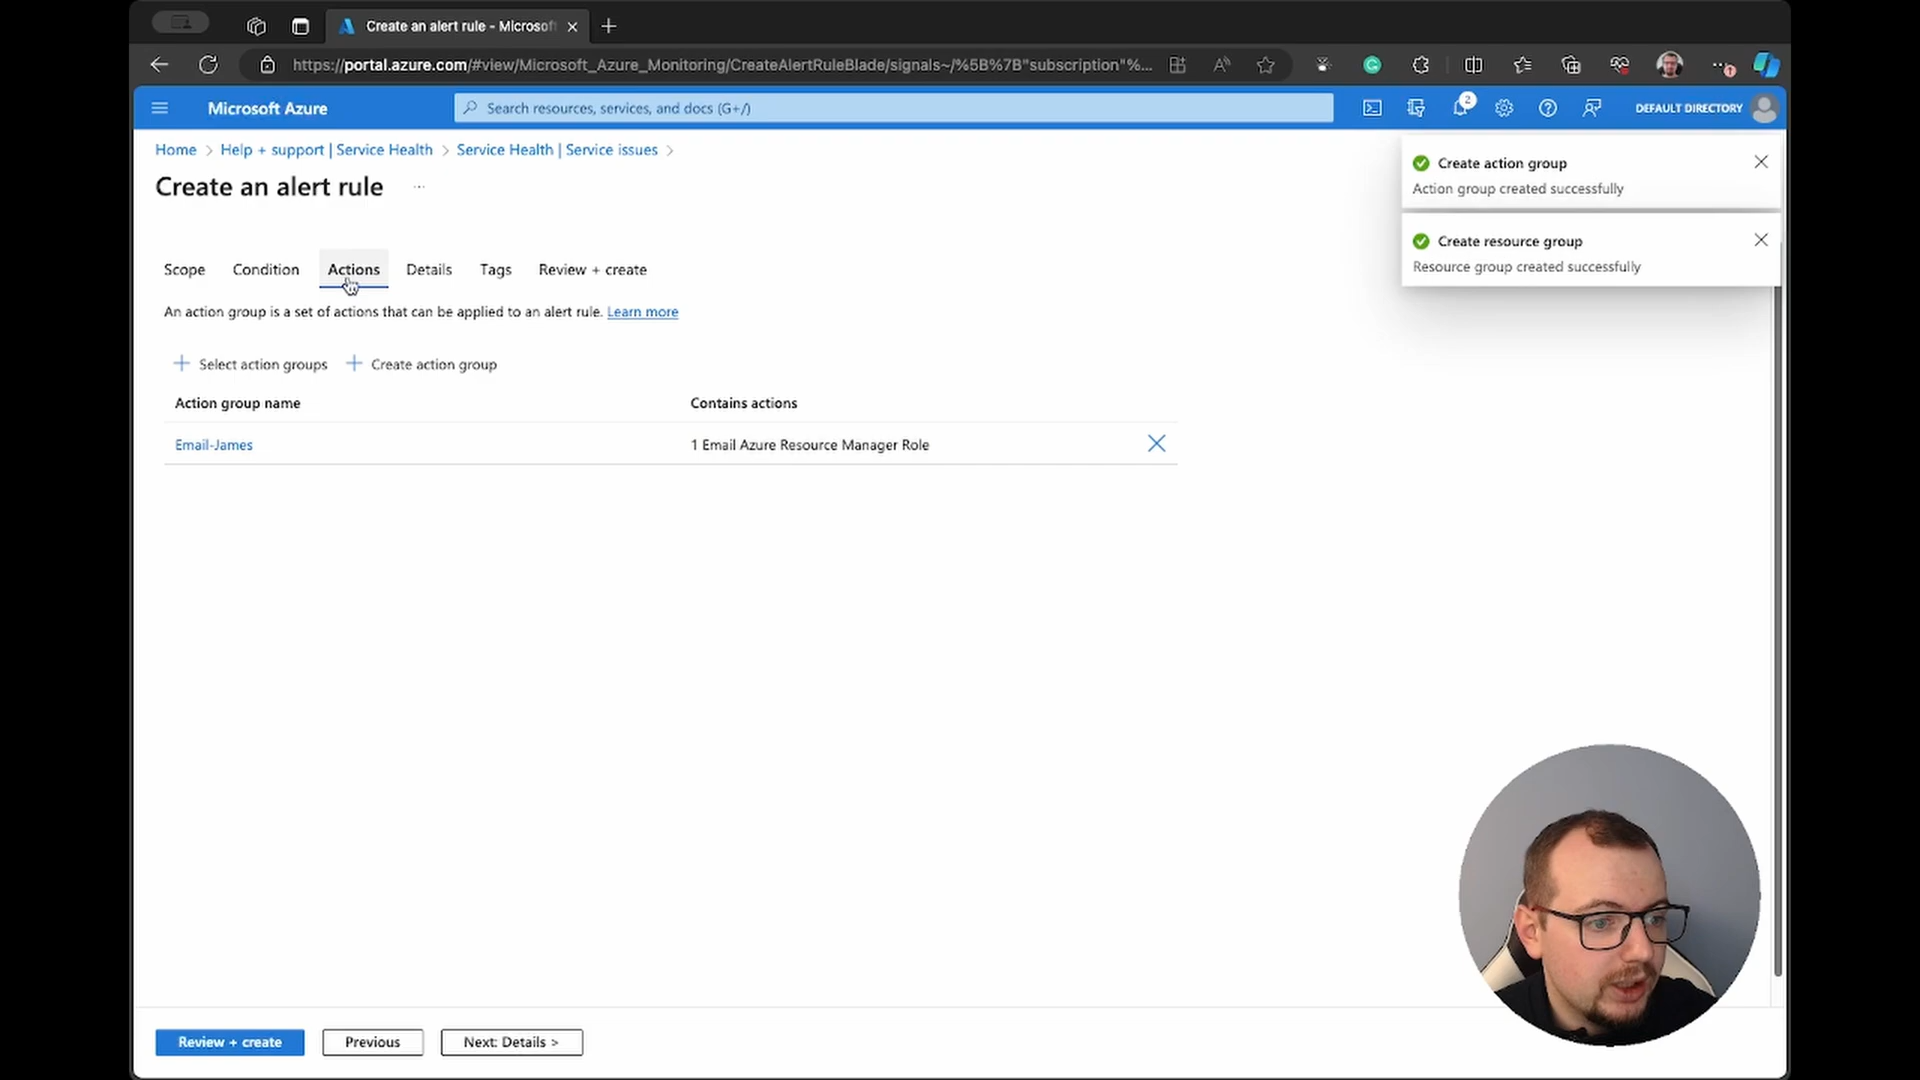 Create an alert rule - Microsof
https://portal.azure.com/#view/Microsoft_Azure_Monitoring/CreateAlertRuleBlade/signals~/%5B%7B"subscription"%...
Microsoft Azure
Search resources, services, and docs (G+/)
2
DEFAULT DIRECTORY
Home > Help + support | Service Health > Service Health | Service issues >
Create an alert rule ...
Create action group
Action group created successfully
Create resource group
Resource group created successfully
Scope Condition Actions Details Tags Review + create
An action group is a set of actions that can be applied to an alert rule. Learn more
+ Select action groups + Create action group
Action group name Contains actions
Email-James 1 Email Azure Resource Manager Role
Review + create Previous Next: Details >